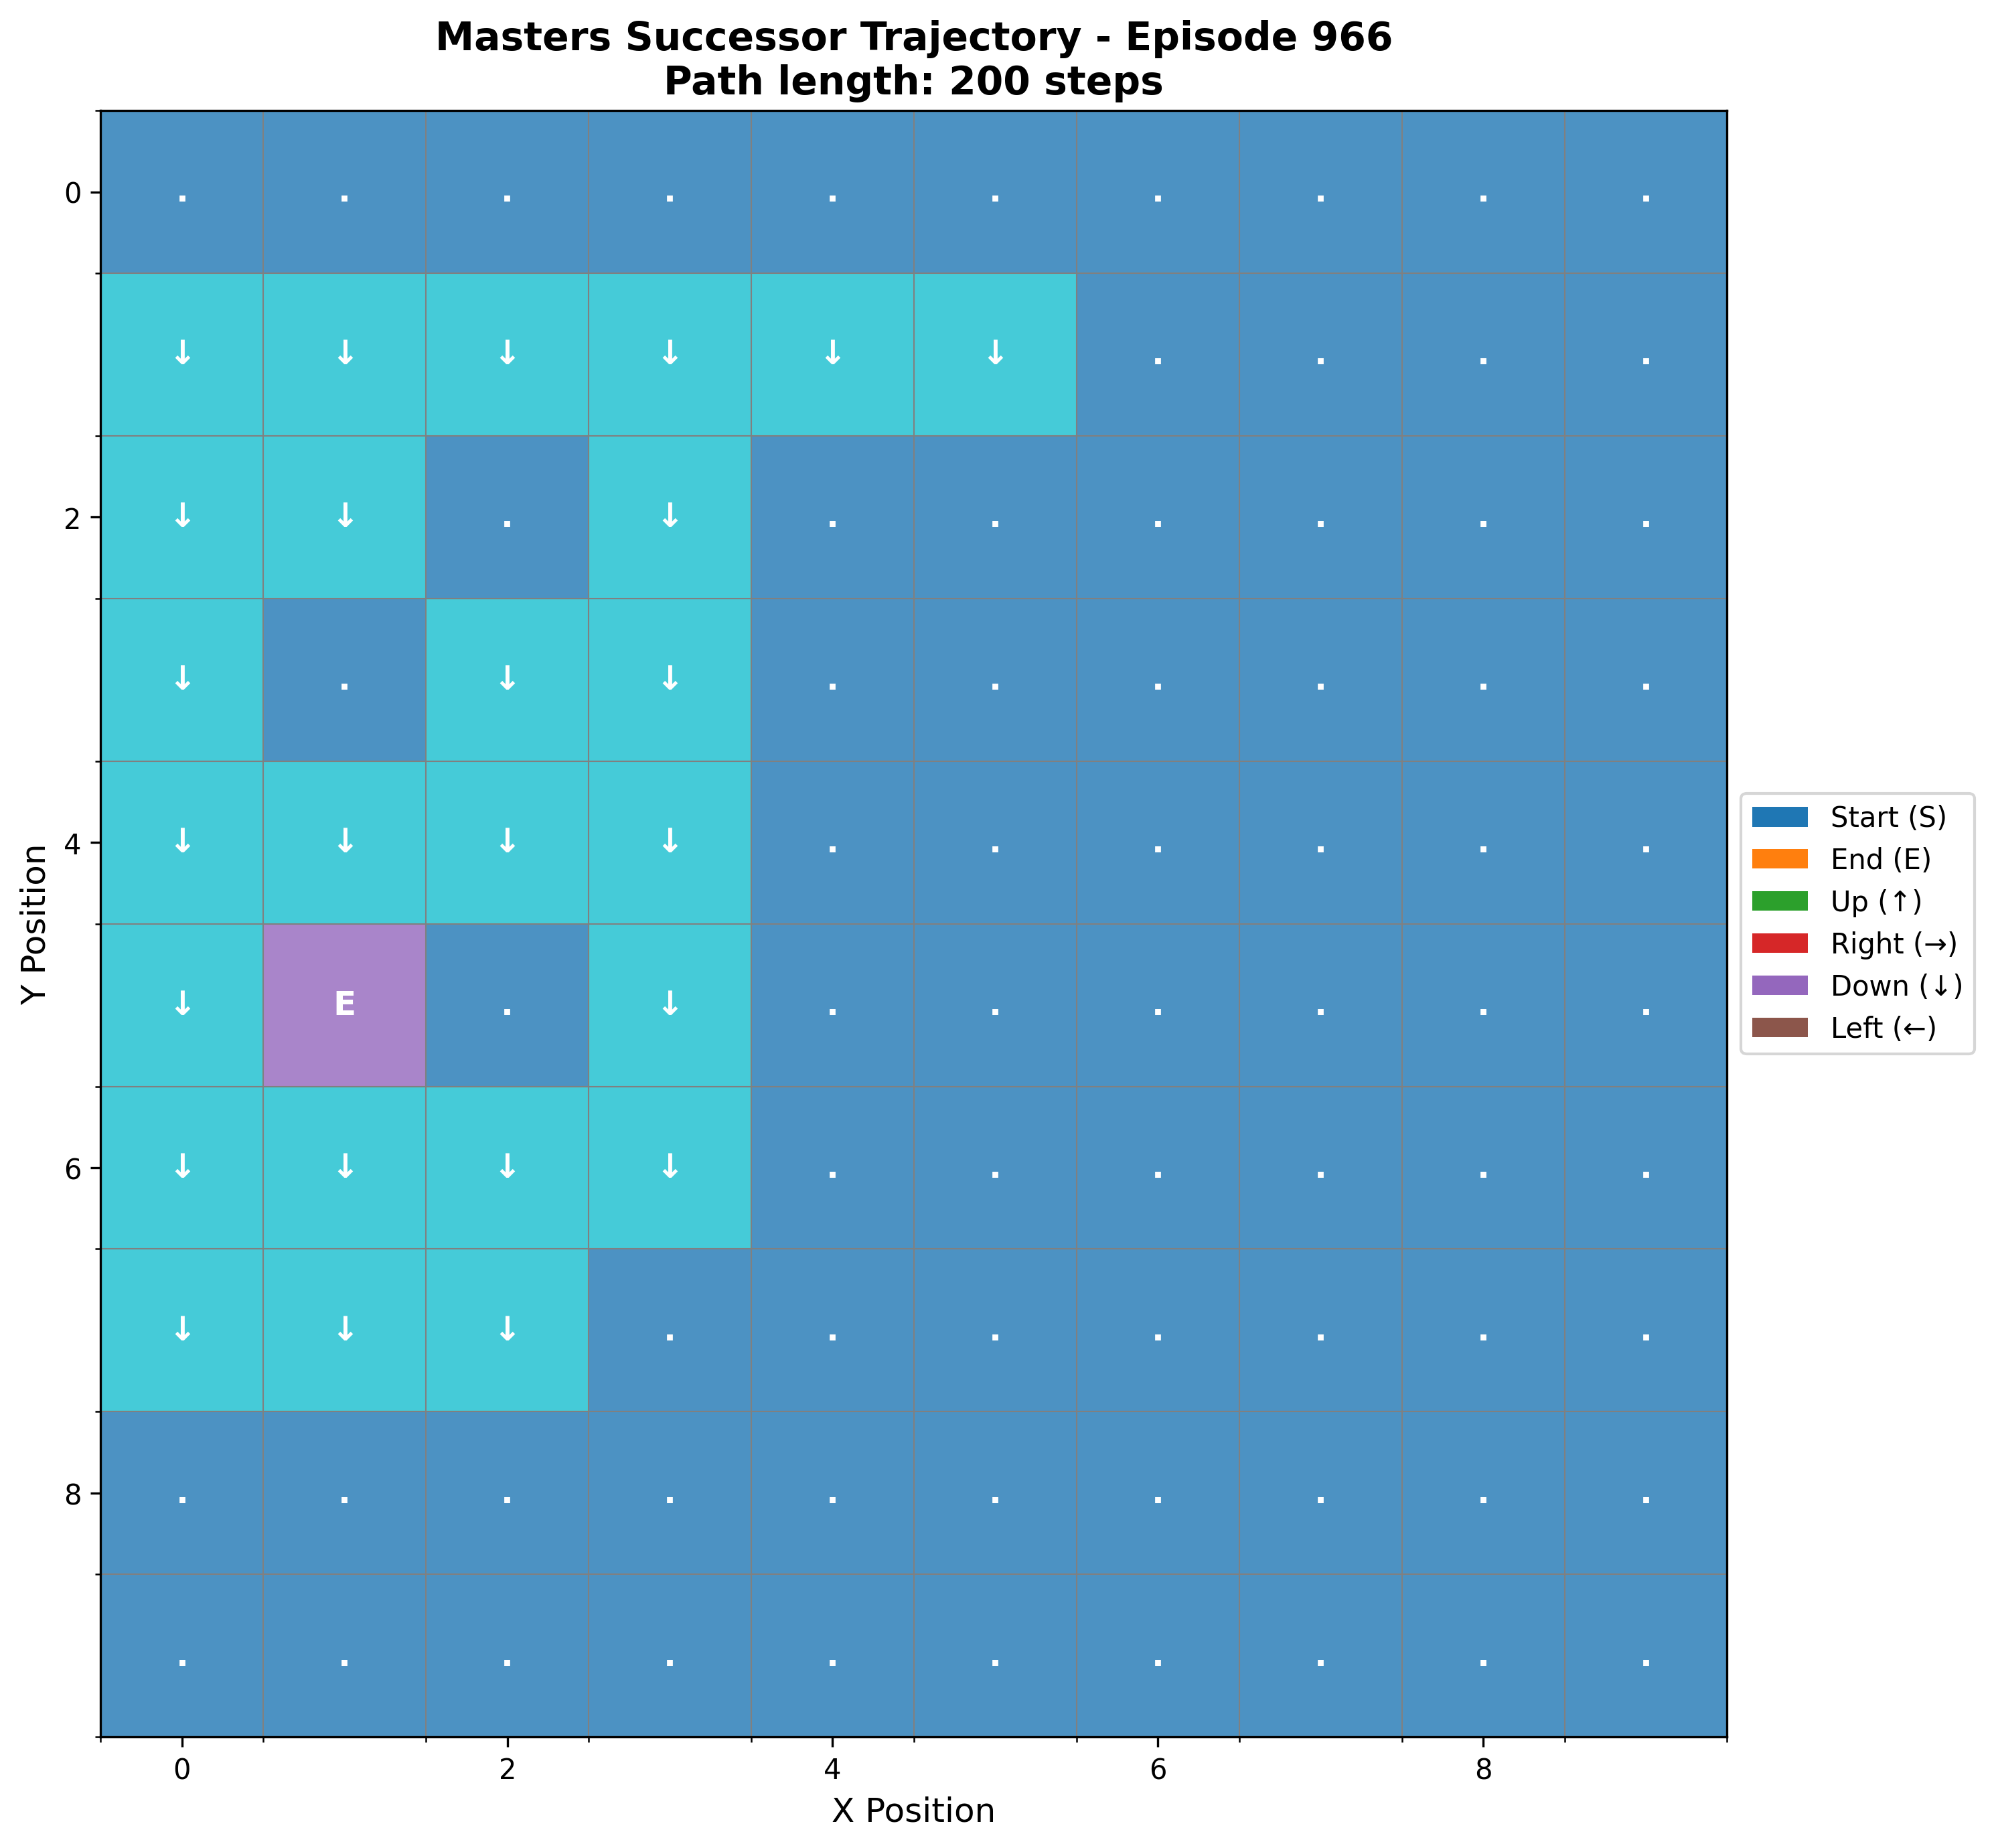 Masters Successor Trajectory - Episode 966
Path length: 200 steps
0 . . . . . . . . . .
↓ ↓ ↓ ↓ ↓ ↓ . . . .
2 ↓ ↓ . ↓ . . . . . .
↓ . ↓ ↓ . . . . . .
4 ↓ ↓ ↓ ↓ . . . . . .
↓ E . ↓ . . . . . .
6 ↓ ↓ ↓ ↓ . . . . . .
↓ ↓ ↓ . . . . . . .
8 . . . . . . . . . .
. . . . . . . . . .
0 2 4 6 8
X Position
Y Position
Start (S)
End (E)
Up (↑)
Right (→)
Down (↓)
Left (←)